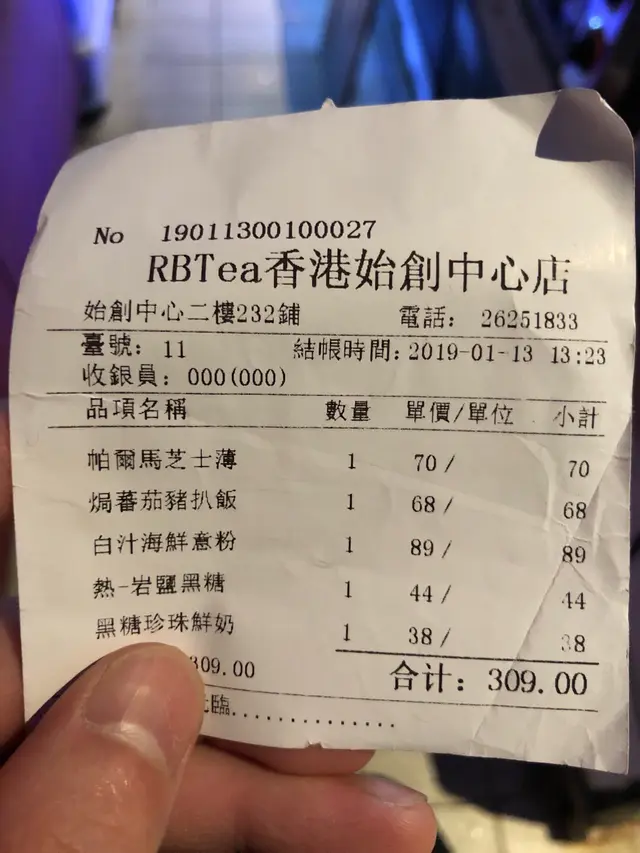 No 19011300100027
RBTea香港始創中心店
始創中心二樓232鋪 電話: 26251833
臺號: 11 結帳時間:2019-01-13 13:23
收銀員: 000(000)
品項名稱 數量 單價/單位 小計
帕爾馬芝士薄 1 70/ 70
焗蕃茄豬扒飯 1 68/ 68
白汁海鮮意粉 1 89/ 89
熱-岩鹽黑糖 1 44/ 44
黑糖珍珠鮮奶 1 38/ 38
309.00 合计: 309.00
臨..............